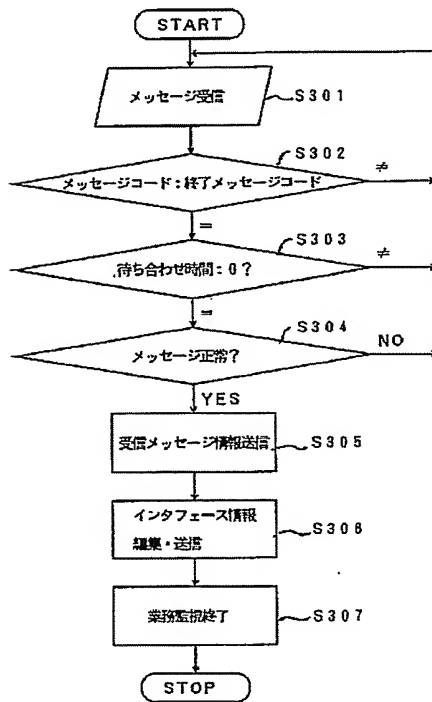 START
メッセージ受信
S301
S302
メッセージコード：終了メッセージコード
≠
=
S303
待ち合わせ時間：0？
≠
=
S304
メッセージ正常？
NO
YES
受信メッセージ情報送信
S305
インタフェース情報
編集・送信
S306
業務監視終了
S307
STOP